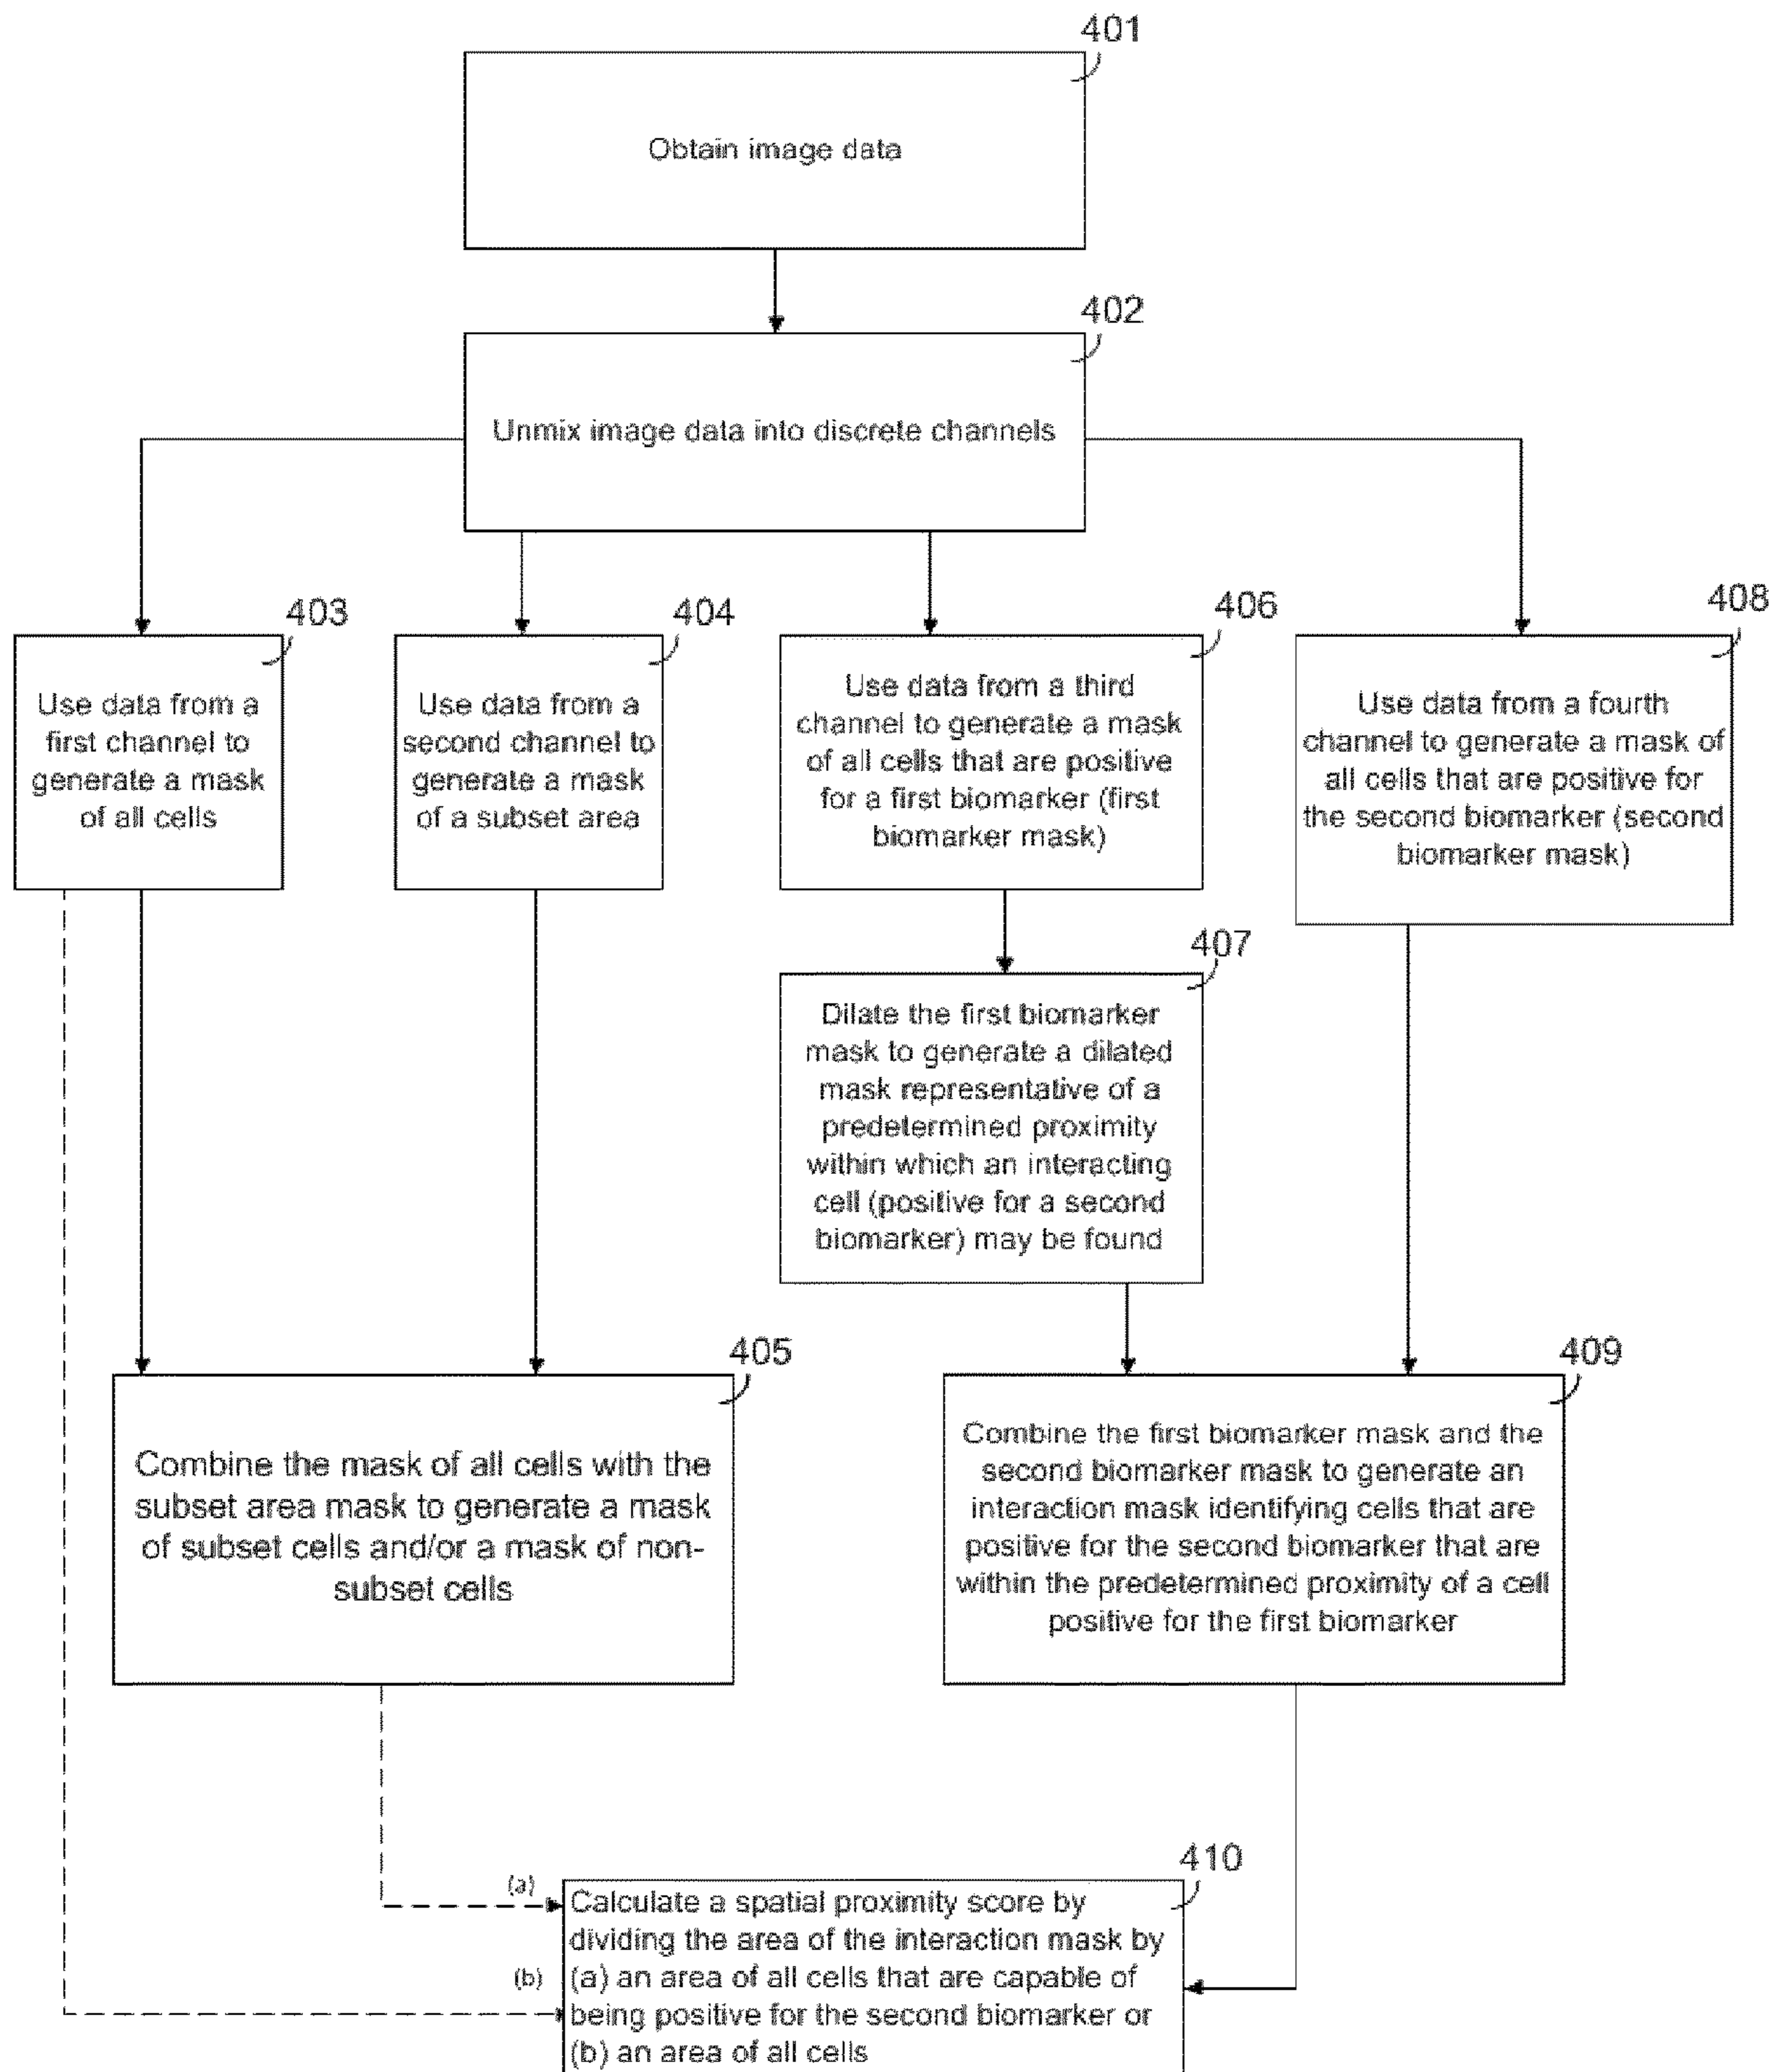 401
Obtain image data
402
Unmix image data into discrete channels
403
Use data from a
first channel to
generate a mask
of all cells
404
Use data from a
second channel to
generate a mask
of a subset area
406
Use data from a third
channel to generate a mask
of all cells that are positive
for a first biomarker (first
biomarker mask)
408
Use data from a fourth
channel to generate a mask of
all cells that are positive for
the second biomarker (second
biomarker mask)
407
Dilate the first biomarker
mask to generate a dilated
mask representative of a
predetermined proximity
within which an interacting
cell (positive for a second
biomarker) may be found
405
Combine the mask of all cells with the
subset area mask to generate a mask
of subset cells and/or a mask of non-
subset cells
409
Combine the first biomarker mask and the
second biomarker mask to generate an
interaction mask identifying cells that are
positive for the second biomarker that are
within the predetermined proximity of a cell
positive for the first biomarker
410
(a)
(b)
Calculate a spatial proximity score by
dividing the area of the interaction mask by
(a) an area of all cells that are capable of
being positive for the second biomarker or
(b) an area of all cells